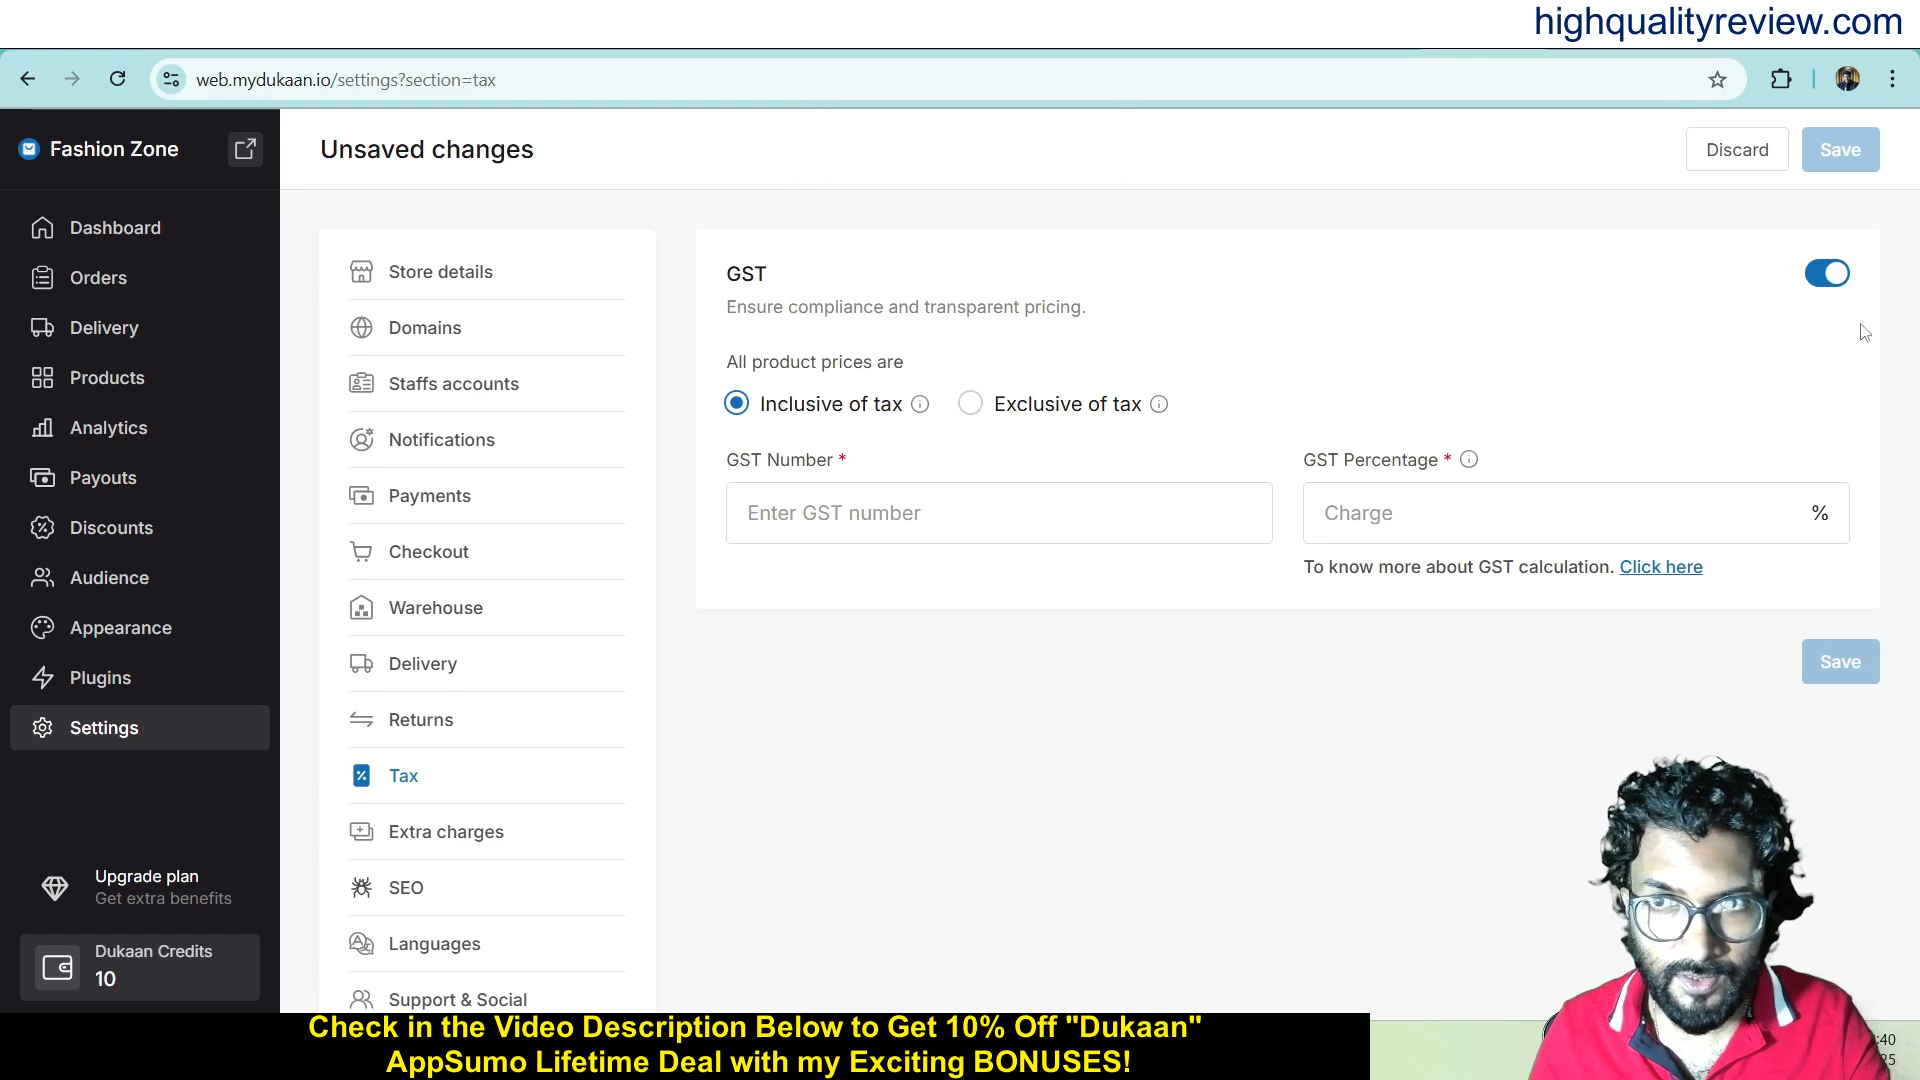 highqualityreview.com
web.mydukaan.io/settings?section=tax
Fashion Zone
Unsaved changes
Discard
Save
Dashboard
Orders
Delivery
Products
Analytics
Payouts
Discounts
Audience
Appearance
Plugins
Settings
Upgrade plan
Get extra benefits
Dukaan Credits
10
Store details
Domains
Staffs accounts
Notifications
Payments
Checkout
Warehouse
Delivery
Returns
Tax
Extra charges
SEO
Languages
Support & Social
GST
Ensure compliance and transparent pricing.
All product prices are
Inclusive of tax
Exclusive of tax
GST Number *
GST Percentage *
Enter GST number
Charge %
To know more about GST calculation. Click here
Save
Check in the Video Description Below to Get 10% Off "Dukaan"
AppSumo Lifetime Deal with my Exciting BONUSES!
:40
25